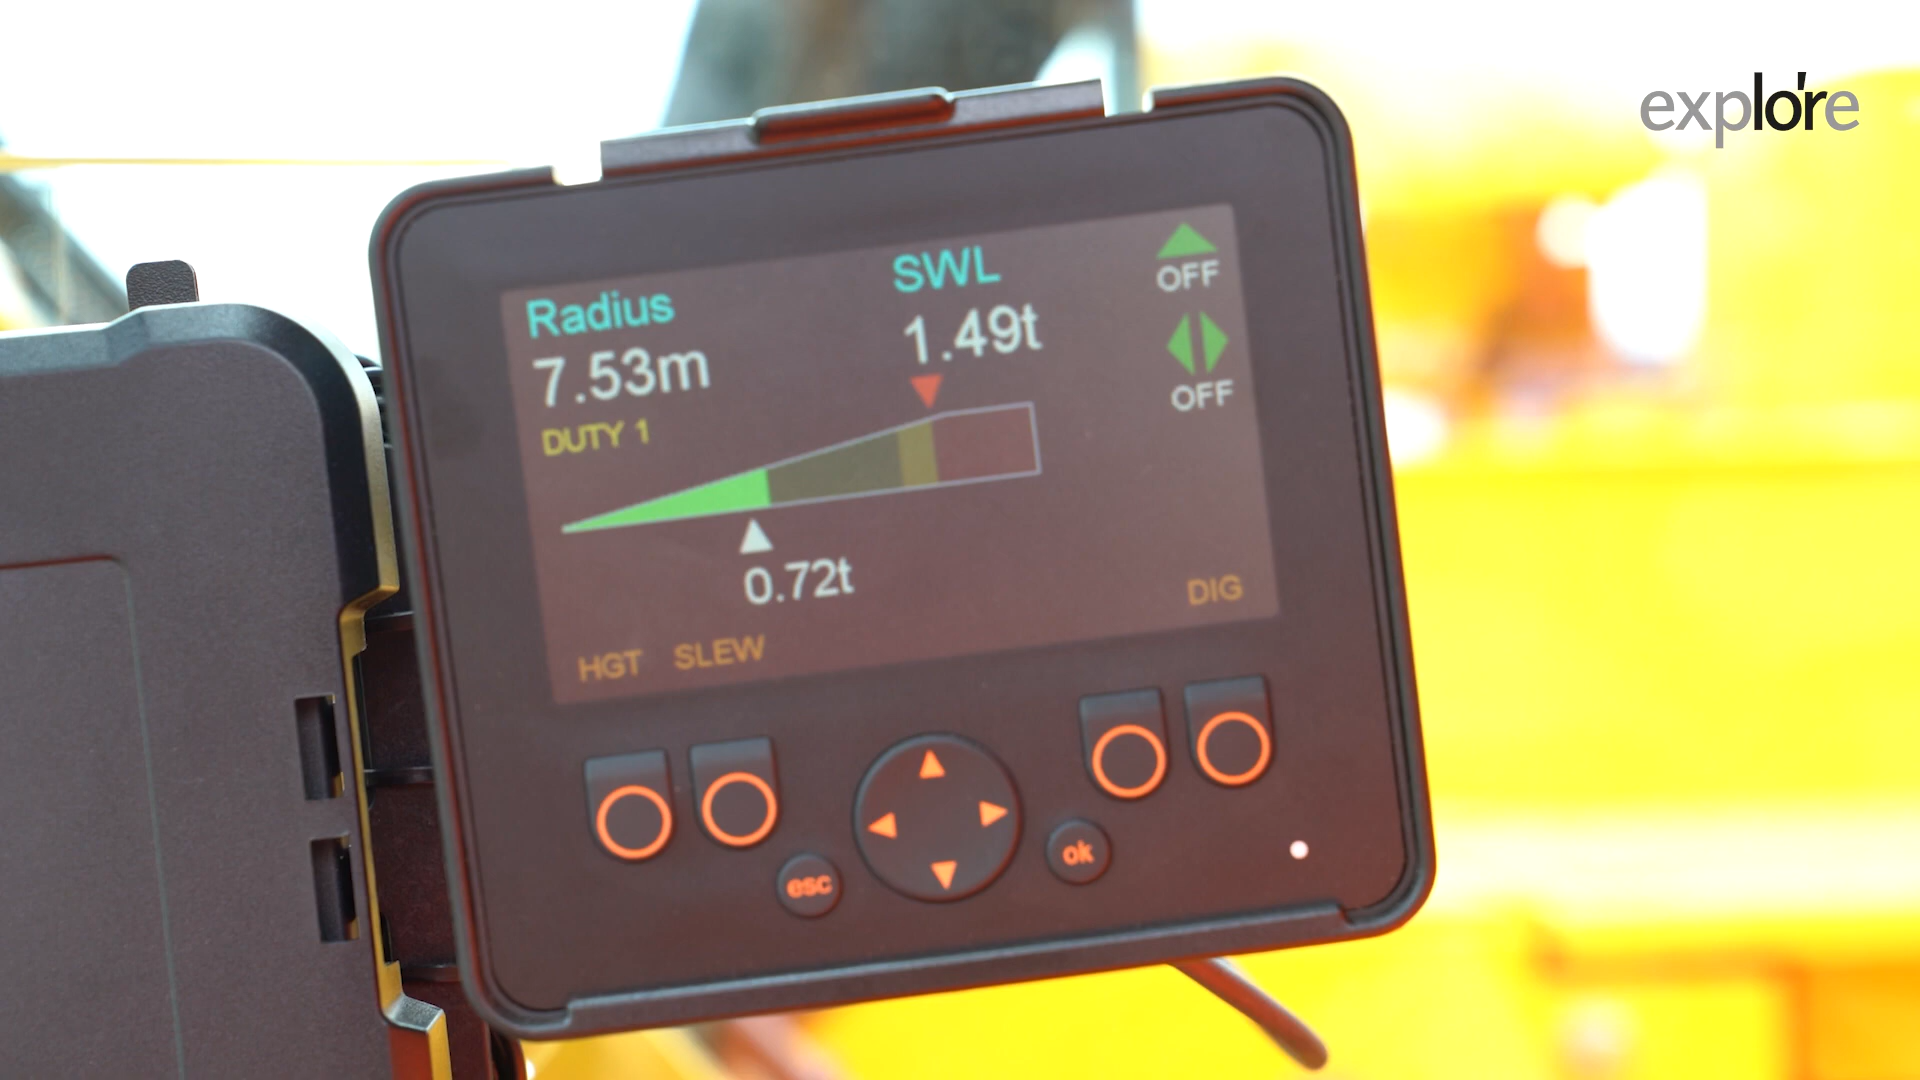 explo're
Radius
SWL
OFF
7.53m
1.49t
OFF
DUTY 1
0.72t
DIG
HGT SLEW
esc
ok